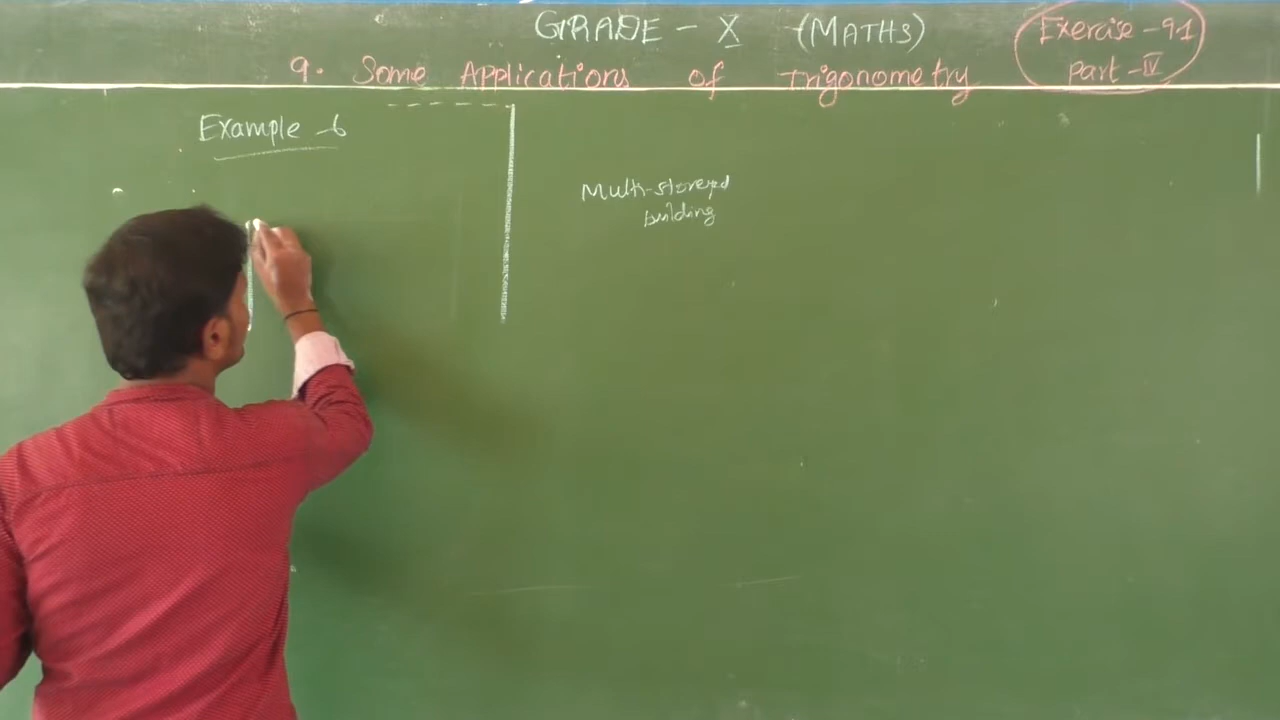 GRADE - X (MATHS)
9. Some Applications of Trigonometry
Exercise - 9.1
part - IV
Example - 6
Multi-storeyed
building